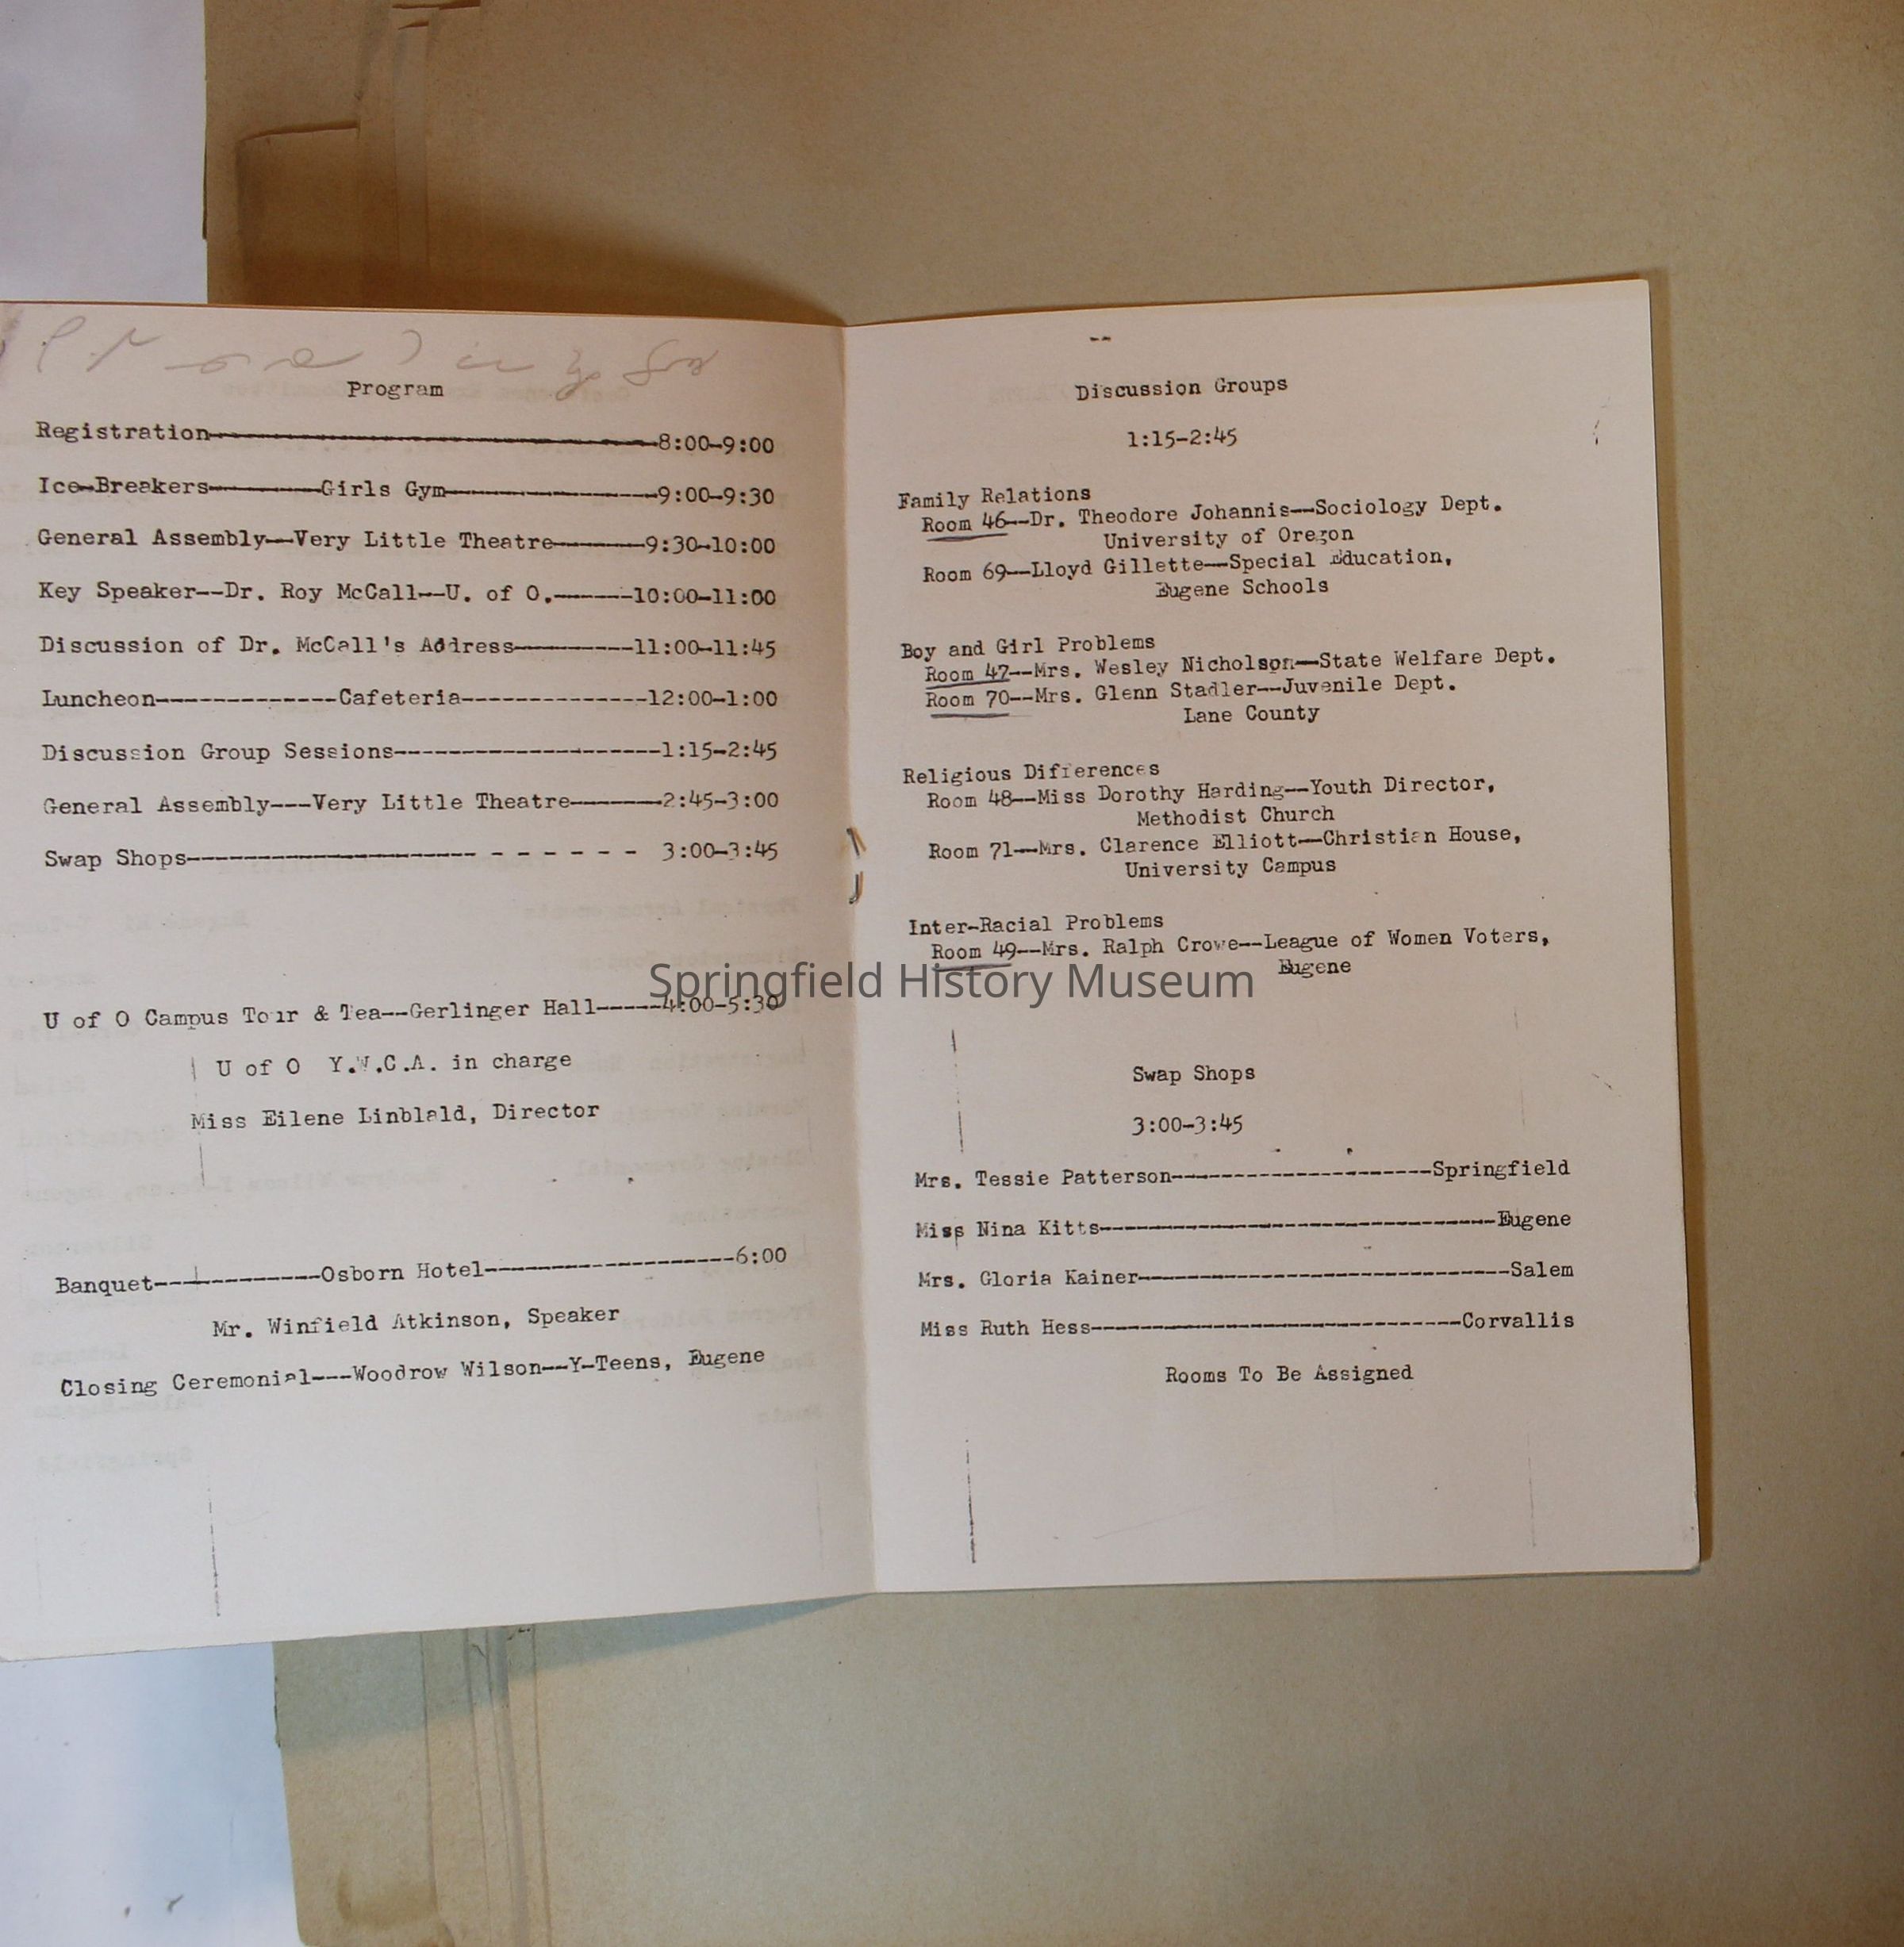 Program
Registration--------------------8:00-9:00
Ice-Breakers-------Girls Gym------------9:00-9:30
General Assembly--Very Little Theatre-------9:30-10:00
Key Speaker--Dr. Roy McCall--U. of O.------10:00-11:00
Discussion of Dr. McCall's Address---------11:00-11:45
Luncheon-------------Cafeteria--------------12:00-1:00
Discussion Group Sessions--------------------1:15-2:45
General Assembly---Very Little Theatre-------2:45-3:00
Swap Shops--------------------- - - - - - - 3:00-3:45
U of O Campus Tour & Tea--Gerlinger Hall-----4:00-5:30
U of O Y.W.C.A. in charge
Miss Eilene Linblald, Director
Banquet------------Osborn Hotel-------------------6:00
Mr. Winfield Atkinson, Speaker
Closing Ceremonial---Woodrow Wilson--Y-Teens, Eugene
--
Discussion Groups
1:15-2:45
Family Relations
Room 46--Dr. Theodore Johannis--Sociology Dept.
University of Oregon
Room 69--Lloyd Gillette--Special Education,
Eugene Schools
Boy and Girl Problems
Room 47--Mrs. Wesley Nicholson--State Welfare Dept.
Room 70--Mrs. Glenn Stadler--Juvenile Dept.
Lane County
Religious Differences
Room 48--Miss Dorothy Harding--Youth Director,
Methodist Church
Room 71--Mrs. Clarence Elliott--Christian House,
University Campus
Inter-Racial Problems
Room 49--Mrs. Ralph Crowe--League of Women Voters,
Eugene
Springfield History Museum
Swap Shops
3:00-3:45
Mrs. Tessie Patterson-------------------Springfield
Miss Nina Kitts-----------------------------Eugene
Mrs. Gloria Kainer---------------------------Salem
Miss Ruth Hess---------------------------Corvallis
Rooms To Be Assigned